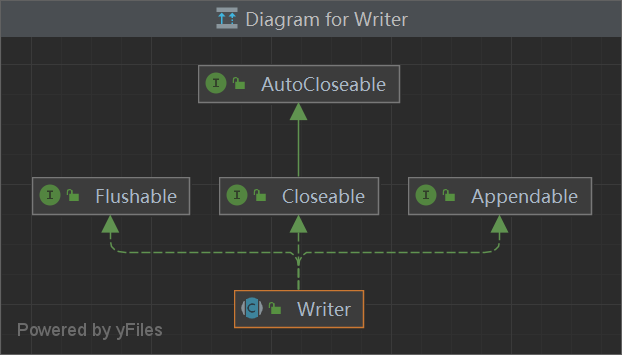 Diagram for Writer
I AutoCloseable
I Flushable
I Closeable
I Appendable
C Writer
Powered by yFiles